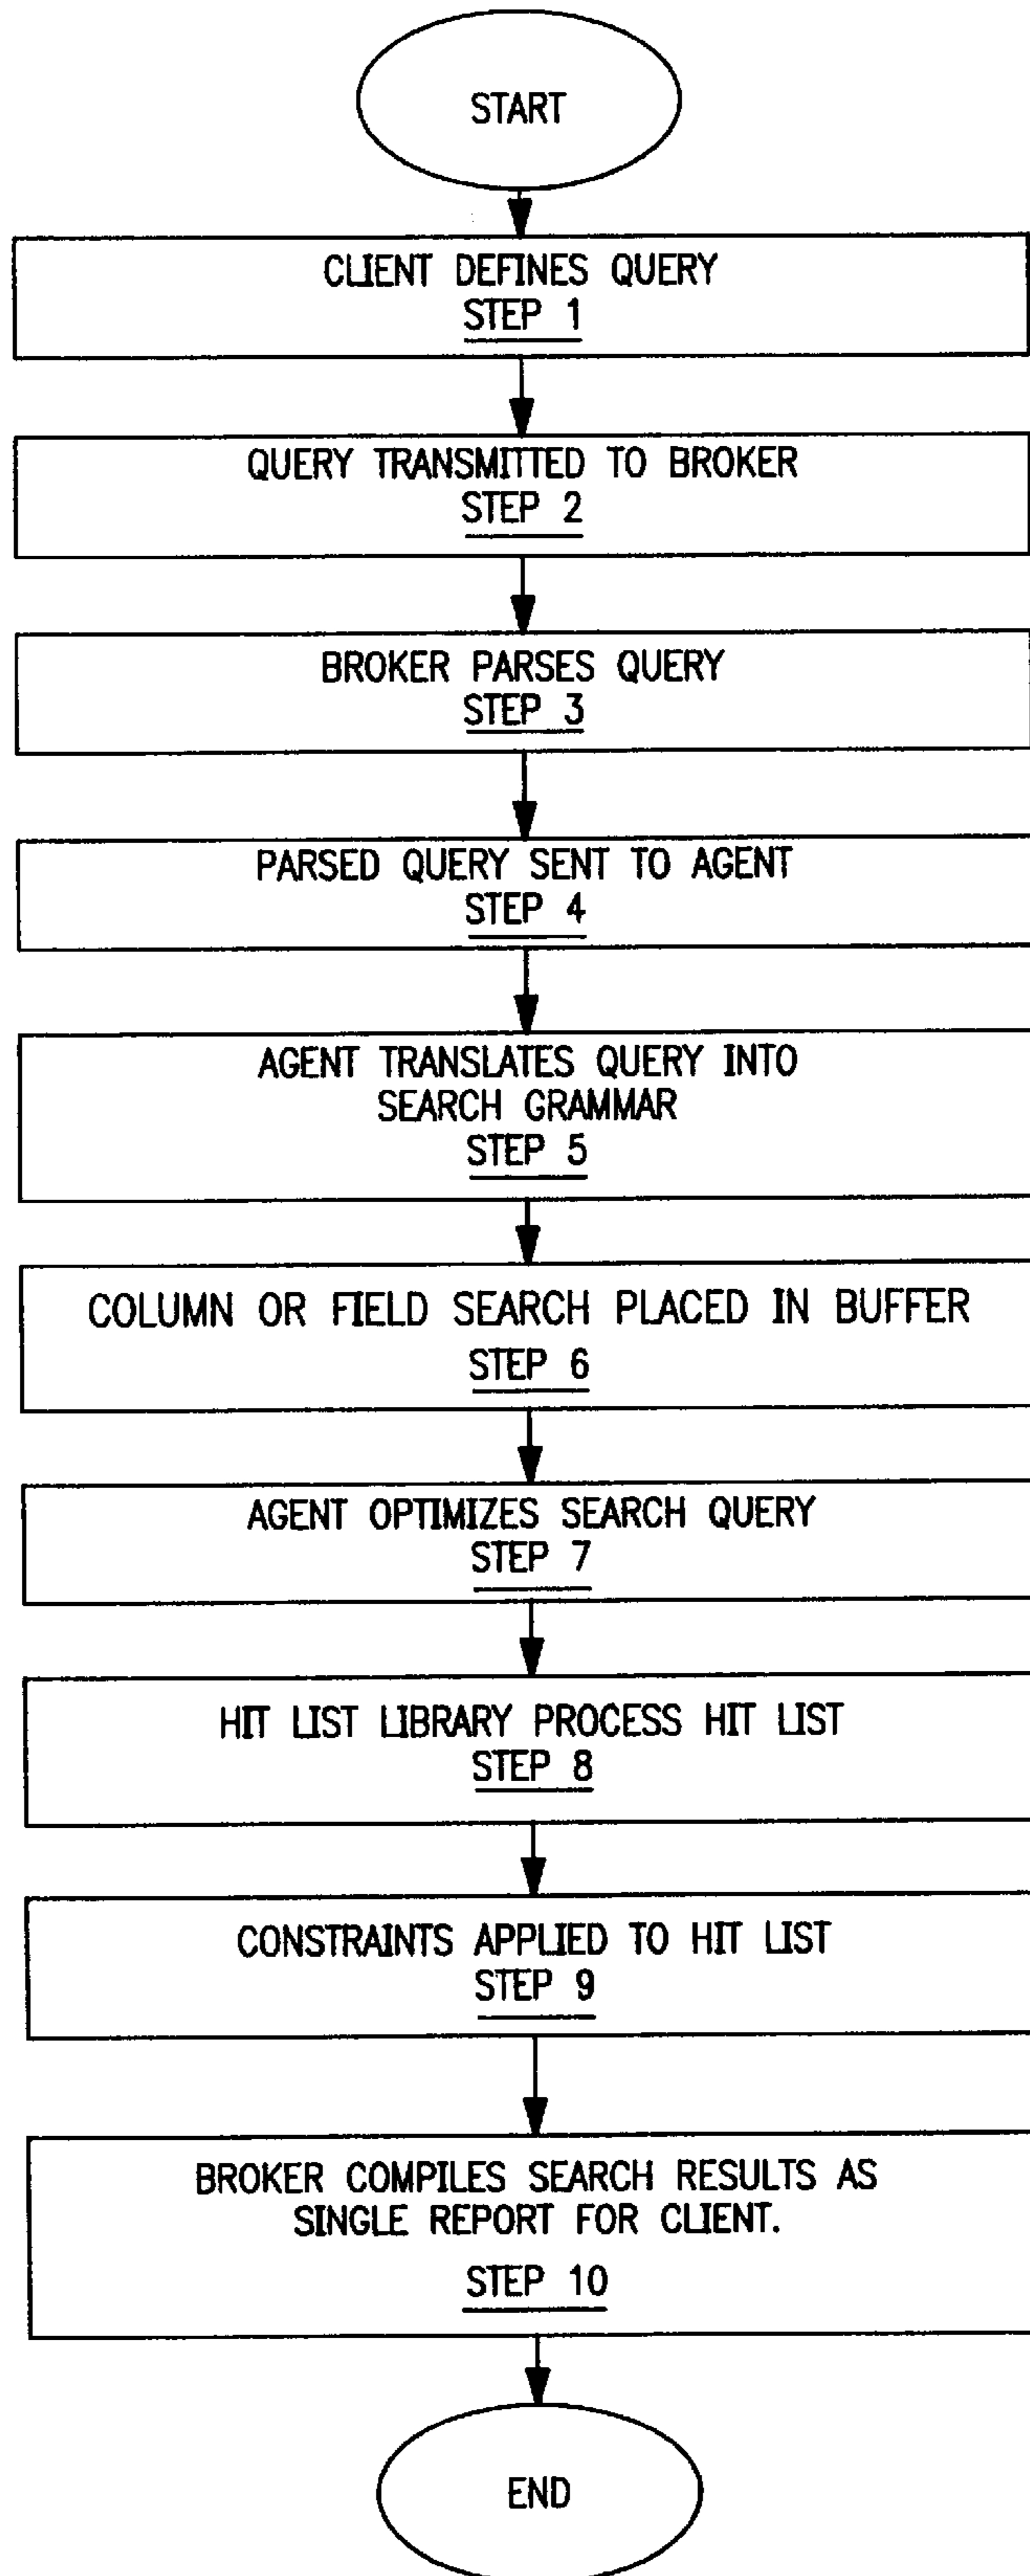 START
CLIENT DEFINES QUERY
STEP 1
QUERY TRANSMITTED TO BROKER
STEP 2
BROKER PARSES QUERY
STEP 3
PARSED QUERY SENT TO AGENT
STEP 4
AGENT TRANSLATES QUERY INTO
SEARCH GRAMMAR
STEP 5
COLUMN OR FIELD SEARCH PLACED IN BUFFER
STEP 6
AGENT OPTIMIZES SEARCH QUERY
STEP 7
HIT LIST LIBRARY PROCESS HIT LIST
STEP 8
CONSTRAINTS APPLIED TO HIT LIST
STEP 9
BROKER COMPILES SEARCH RESULTS AS
SINGLE REPORT FOR CLIENT.
STEP 10
END